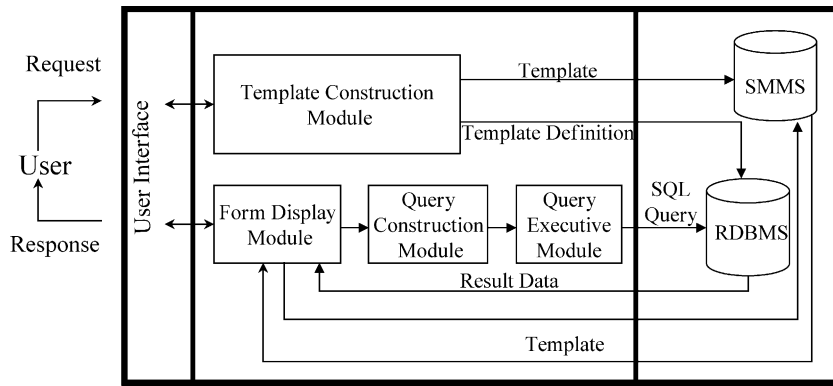 Request
User
Response
User Interface
Template Construction
Module
Template
Template Definition
SMMS
Form Display
Module
Query
Construction
Module
Query
Executive
Module
SQL
Query
RDBMS
Result Data
Template